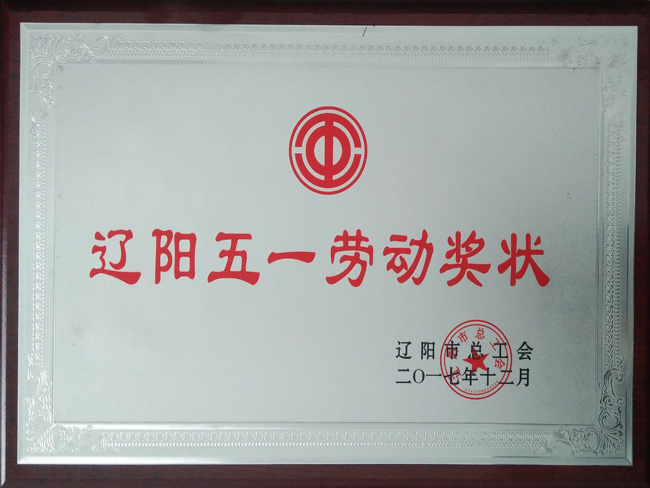 辽阳五一劳动奖状
辽阳市总工会
二〇一七年十二月